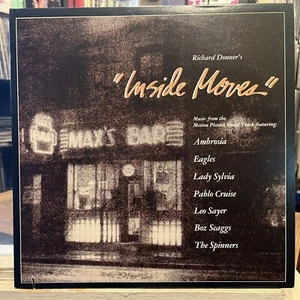 Richard Donner's
"Inside Moves"
Music from the
Motion Picture Sound Track featuring:
Ambrosia
Eagles
Lady Sylvia
Pablo Cruise
Leo Sayer
Boz Scaggs
The Spinners
MAX'S BAR